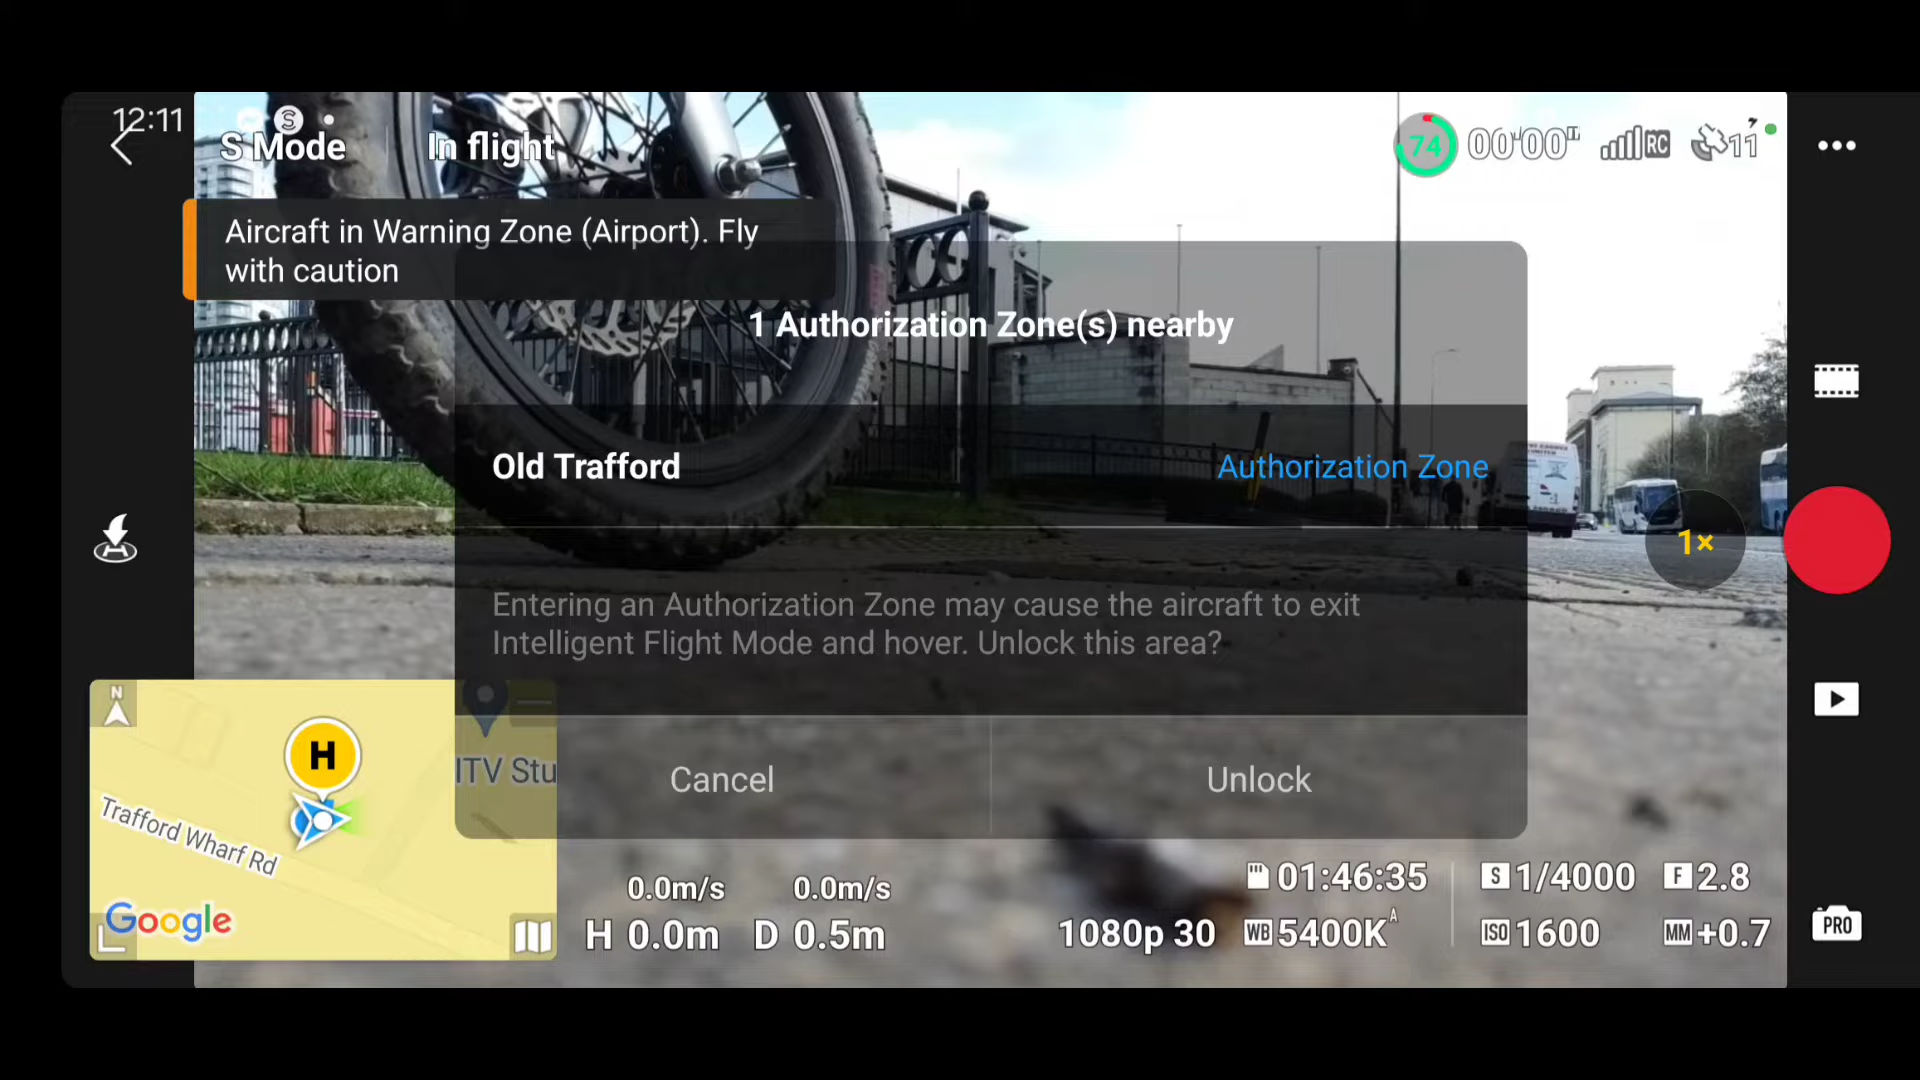 12:11
S
S Mode
In flight
74
00'00"
RC
11
Aircraft in Warning Zone (Airport). Fly
with caution
1 Authorization Zone(s) nearby
Old Trafford
Authorization Zone
1×
Entering an Authorization Zone may cause the aircraft to exit
Intelligent Flight Mode and hover. Unlock this area?
N
H
ITV Stu
Cancel
Unlock
Trafford Wharf Rd
Google
0.0m/s
0.0m/s
H 0.0m
D 0.5m
01:46:35
S 1/4000
F 2.8
1080p 30
WB 5400K A
ISO 1600
MM +0.7
PRO